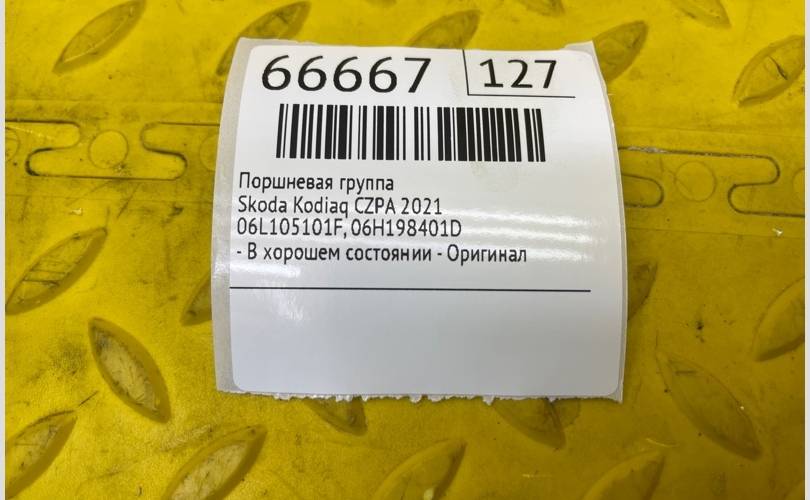 66667 127
Поршневая группа
Skoda Kodiaq CZPA 2021
06L105101F, 06H198401D
- В хорошем состоянии - Оригинал